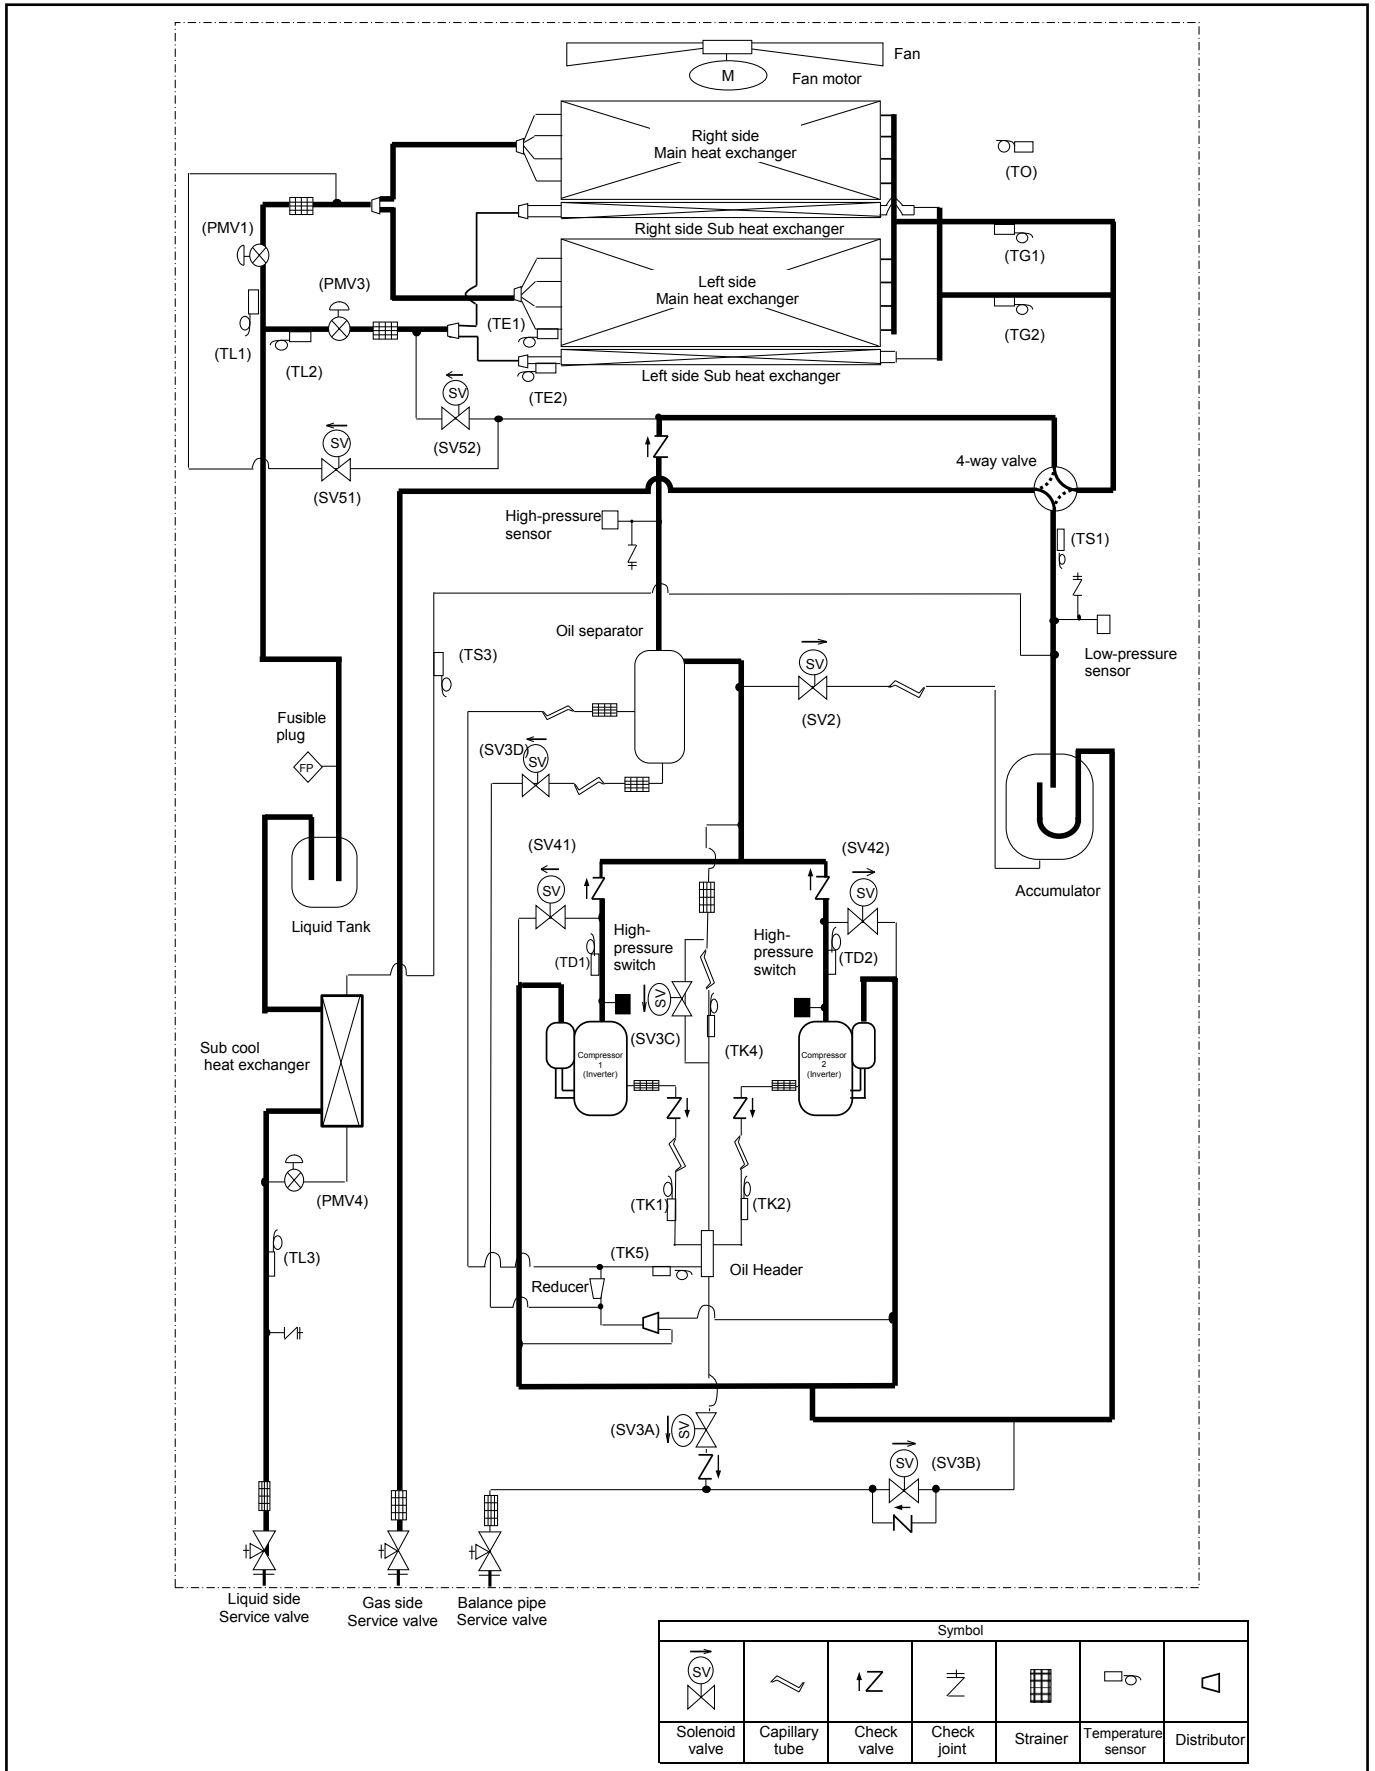 Fan
M
Fan motor
Right side
Main heat exchanger
(TO)
(PMV1)
Right side Sub heat exchanger
(TG1)
(PMV3)
Left side
Main heat exchanger
(TE1)
(TG2)
(TL1)
(TL2)
Left side Sub heat exchanger
(TE2)
SV
(SV52)
SV
(SV51)
4-way valve
High-pressure
sensor
(TS1)
Oil separator
(TS3)
SV
(SV2)
Low-pressure
sensor
Fusible
plug
FP
(SV3D)
SV
(SV41)
(SV42)
SV
SV
Accumulator
Liquid Tank
High-
pressure
switch
High-
pressure
switch
(TD1)
(TD2)
SV
(SV3C)
(TK4)
Sub cool
heat exchanger
Compressor
1
(Inverter)
Compressor
2
(Inverter)
(PMV4)
(TK1)
(TK2)
(TL3)
(TK5)
Oil Header
Reducer
(SV3A)
SV
SV
(SV3B)
Liquid side
Service valve
Gas side
Service valve
Balance pipe
Service valve
Symbol
SV
Solenoid
valve
Capillary
tube
Check
valve
Check
joint
Strainer
Temperature
sensor
Distributor